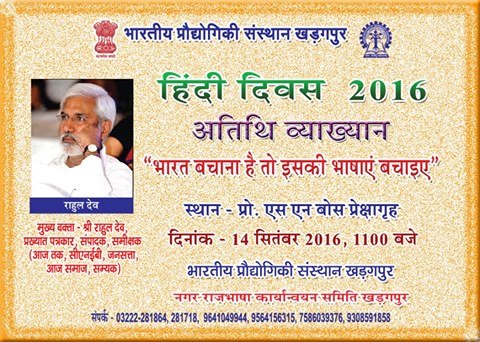 भारतीय प्रौद्योगिकी संस्थान खड़गपुर
हिंदी दिवस 2016
अतिथि व्याख्यान
“भारत बचाना है तो इसकी भाषाएं बचाइए”
राहुल देव
मुख्य वक्ता - श्री राहुल देव,
प्रख्यात पत्रकार, संपादक, समीक्षक
(आज तक, सीएनईबी, जनसत्ता,
आज समाज, सम्यक)
स्थान - प्रो. एस एन बोस प्रेक्षागृह
दिनांक - 14 सितंबर 2016, 1100 बजे
भारतीय प्रौद्योगिकी संस्थान खड़गपुर
नगर राजभाषा कार्यान्वयन समिति खड़गपुर
संपर्क - 03222-281864, 281718, 9641049944, 9564156315, 7586039376, 9308591858